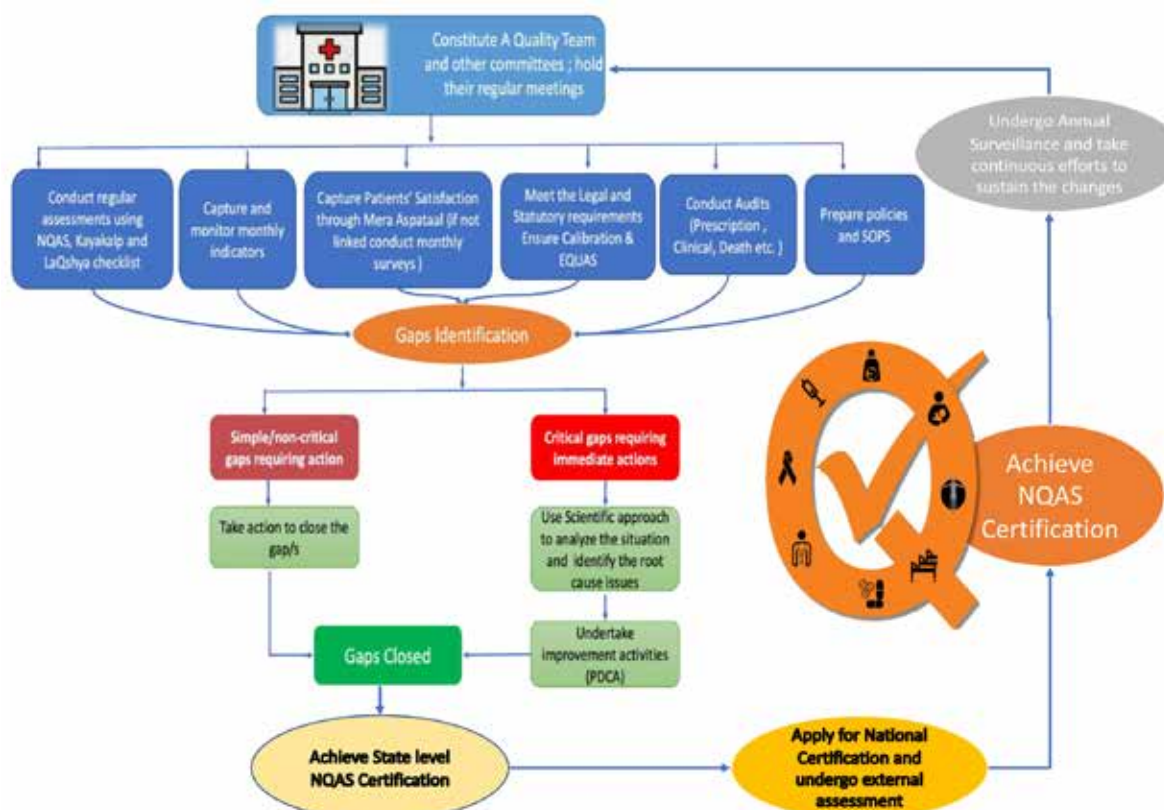 Constitute A Quality Team
and other committees ; hold
their regular meetings
Undergo Annual
Surveillance and take
continuous efforts to
sustain the changes
Conduct regular
assessments using
NQAS, Kayakalp and
LaQshya checklist
Capture and
monitor monthly
indicators
Capture Patients' Satisfaction
through Mera Aspataal (if not
linked conduct monthly
surveys )
Meet the Legal and
Statutory requirements
Ensure Calibration &
EQUAS
Conduct Audits
(Prescription ,
Clinical, Death etc. )
Prepare policies
and SOPS
Gaps Identification
Simple/non-critical
gaps requiring action
Critical gaps requiring
immediate actions
Take action to close the
gap/s
Use Scientific approach
to analyze the situation
and identify the root
cause issues
Achieve
NQAS
Certification
Gaps Closed
Undertake
improvement activities
(PDCA)
Achieve State level
NQAS Certification
Apply for National
Certification and
undergo external
assessment